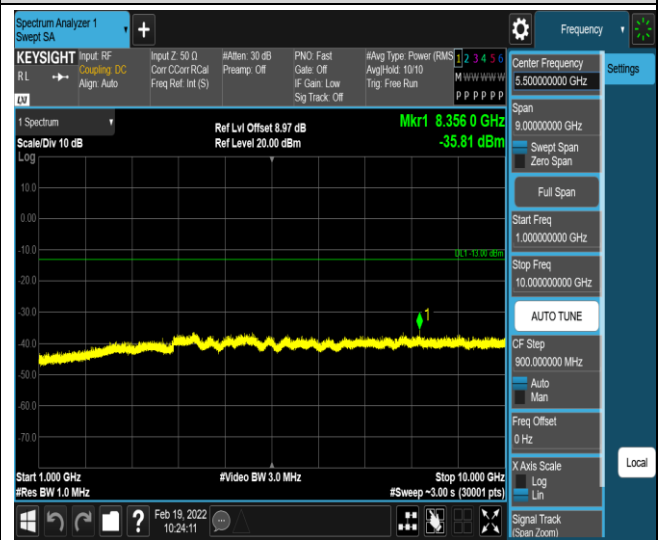 Spectrum Analyzer 1
Swept SA
+
Frequency
KEYSIGHT
RL
LXI
Input: RF
Coupling: DC
Align: Auto
Input Z: 50 Ω
Corr CCorr RCal
Freq Ref: Int (S)
#Atten: 30 dB
Preamp: Off
PNO: Fast
Gate: Off
IF Gain: Low
Sig Track: Off
#Avg Type: Power (RMS
Avg|Hold: 10/10
Trig: Free Run
1 2 3 4 5 6
M W W W W W
P P P P P P
1 Spectrum
Scale/Div 10 dB
Ref Lvl Offset 8.97 dB
Ref Level 20.00 dBm
Mkr1 8.356 0 GHz
-35.81 dBm
Log
10.0
0.00
-10.0
DL1 -13.00 dBm
-20.0
-30.0
1
-40.0
-50.0
-60.0
-70.0
Start 1.000 GHz
#Res BW 1.0 MHz
#Video BW 3.0 MHz
Stop 10.000 GHz
#Sweep ~3.00 s (30001 pts)
Feb 19, 2022
10:24:11
?
Center Frequency
5.500000000 GHz
Span
9.00000000 GHz
Swept Span
Zero Span
Full Span
Start Freq
1.000000000 GHz
Stop Freq
10.000000000 GHz
AUTO TUNE
CF Step
900.000000 MHz
Auto
Man
Freq Offset
0 Hz
X Axis Scale
Log
Lin
Signal Track
(Span Zoom)
Settings
Local